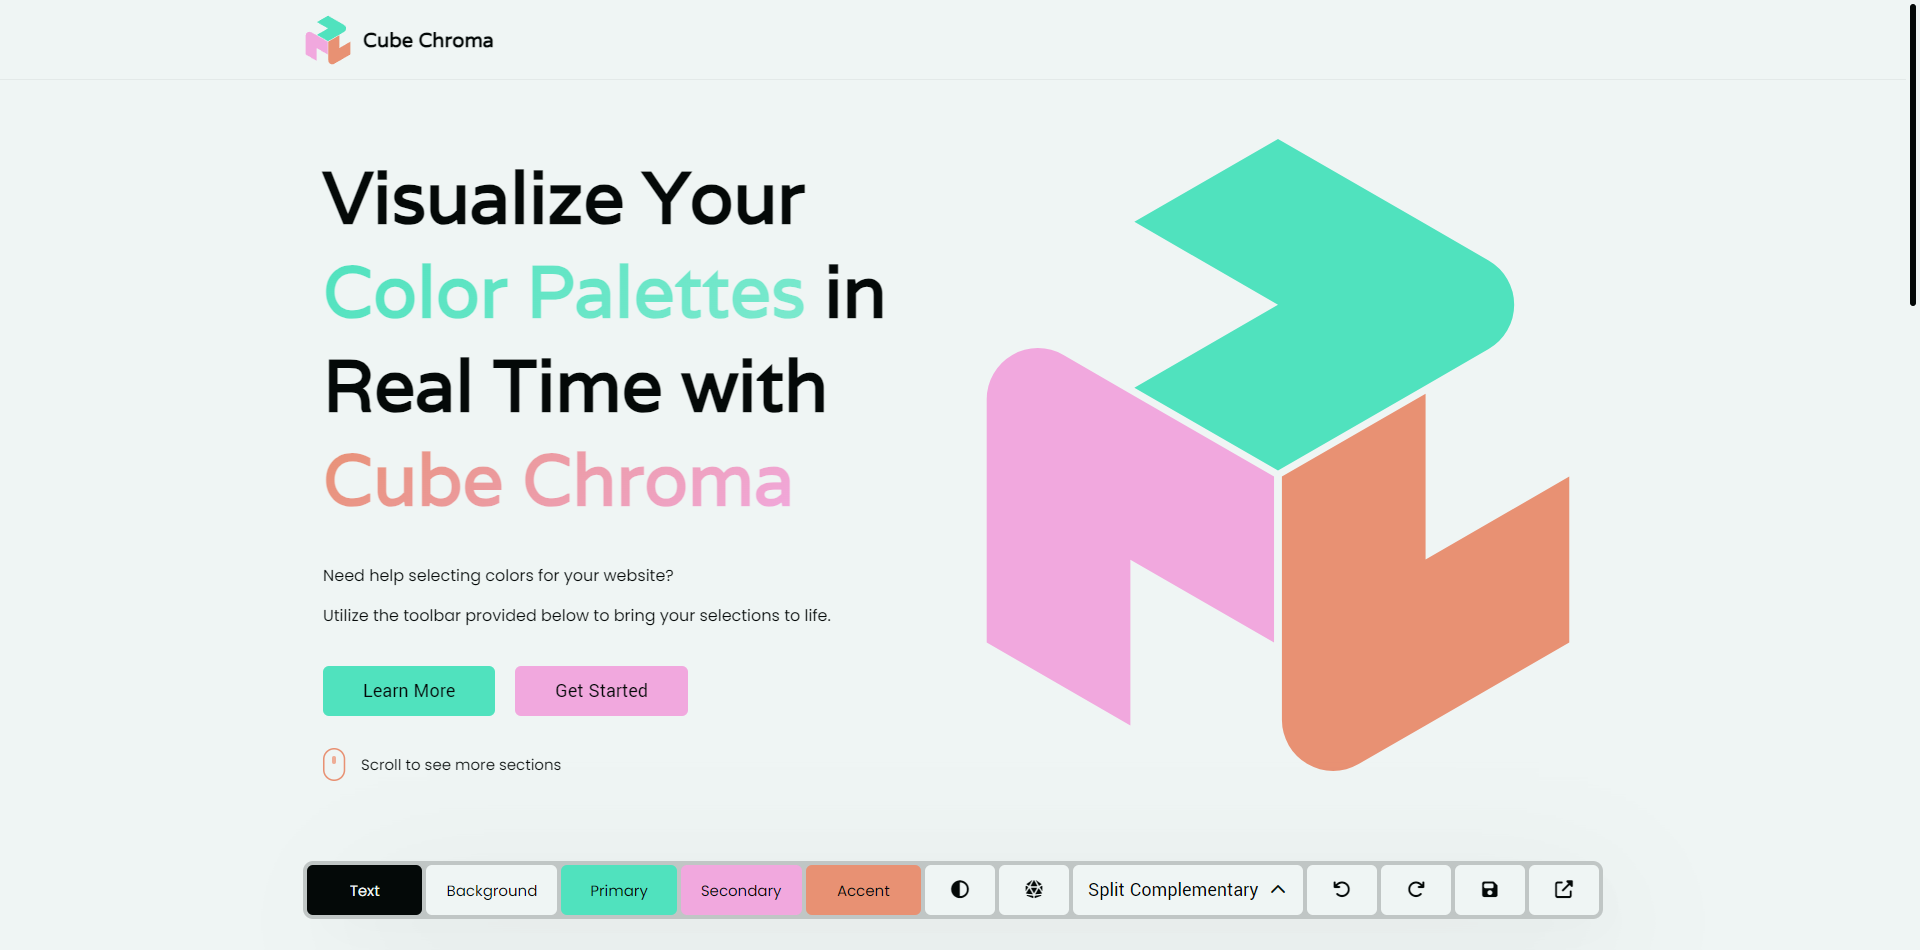 Cube Chroma
Visualize Your
Color Palettes in
Real Time with
Cube Chroma
Need help selecting colors for your website?
Utilize the toolbar provided below to bring your selections to life.
Learn More
Get Started
Scroll to see more sections
Text
Background
Primary
Secondary
Accent
Split Complementary